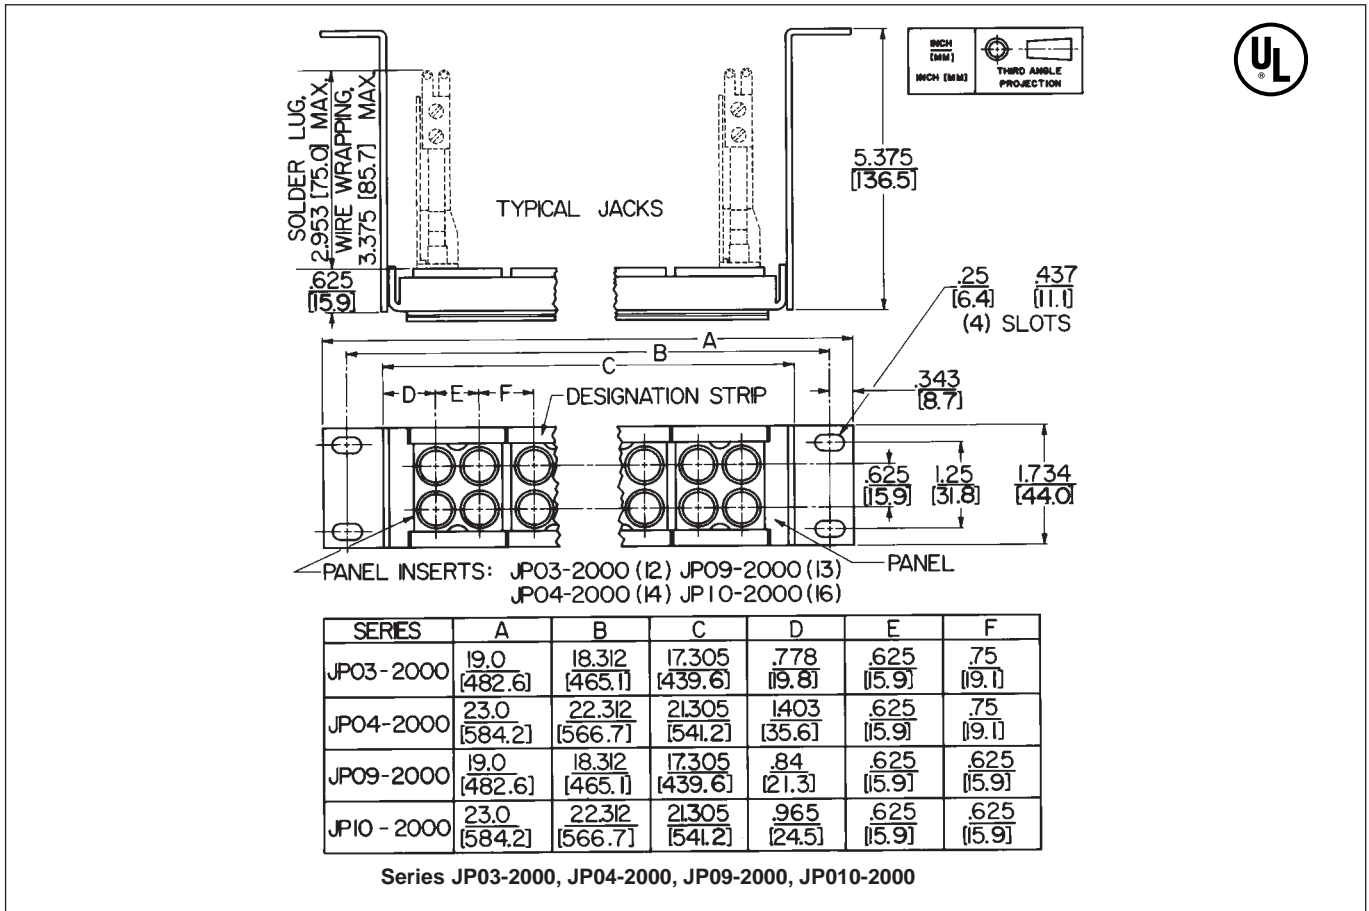 INCH
[MM]
INCH [MM]
THIRD ANGLE
PROJECTION
UL
®
SOLDER LUG,
2.953 [75.0] MAX,
WIRE WRAPPING,
3.375 [85.7] MAX
5.375
[136.5]
TYPICAL JACKS
.625
[15.9]
.25 .437
[6.4] [11.1]
(4) SLOTS
A
B
C
.343
[8.7]
D E F DESIGNATION STRIP
.625 1.25 1.734
[15.9] [31.8] [44.0]
PANEL INSERTS: JP03-2000 (12) JP09-2000 (13)
JP04-2000 (14) JP10-2000 (16)
PANEL
SERIES A B C D E F
JP03-2000 19.0 18.312 17.305 .778 .625 .75
[482.6] [465.1] [439.6] [19.8] [15.9] [19.1]
JP04-2000 23.0 22.312 21.305 1.403 .625 .75
[584.2] [566.7] [541.2] [35.6] [15.9] [19.1]
JP09-2000 19.0 18.312 17.305 .84 .625 .625
[482.6] [465.1] [439.6] [21.3] [15.9] [15.9]
JP10-2000 23.0 22.312 21.305 .965 .625 .625
[584.2] [566.7] [541.2] [24.5] [15.9] [15.9]
Series JP03-2000, JP04-2000, JP09-2000, JP010-2000